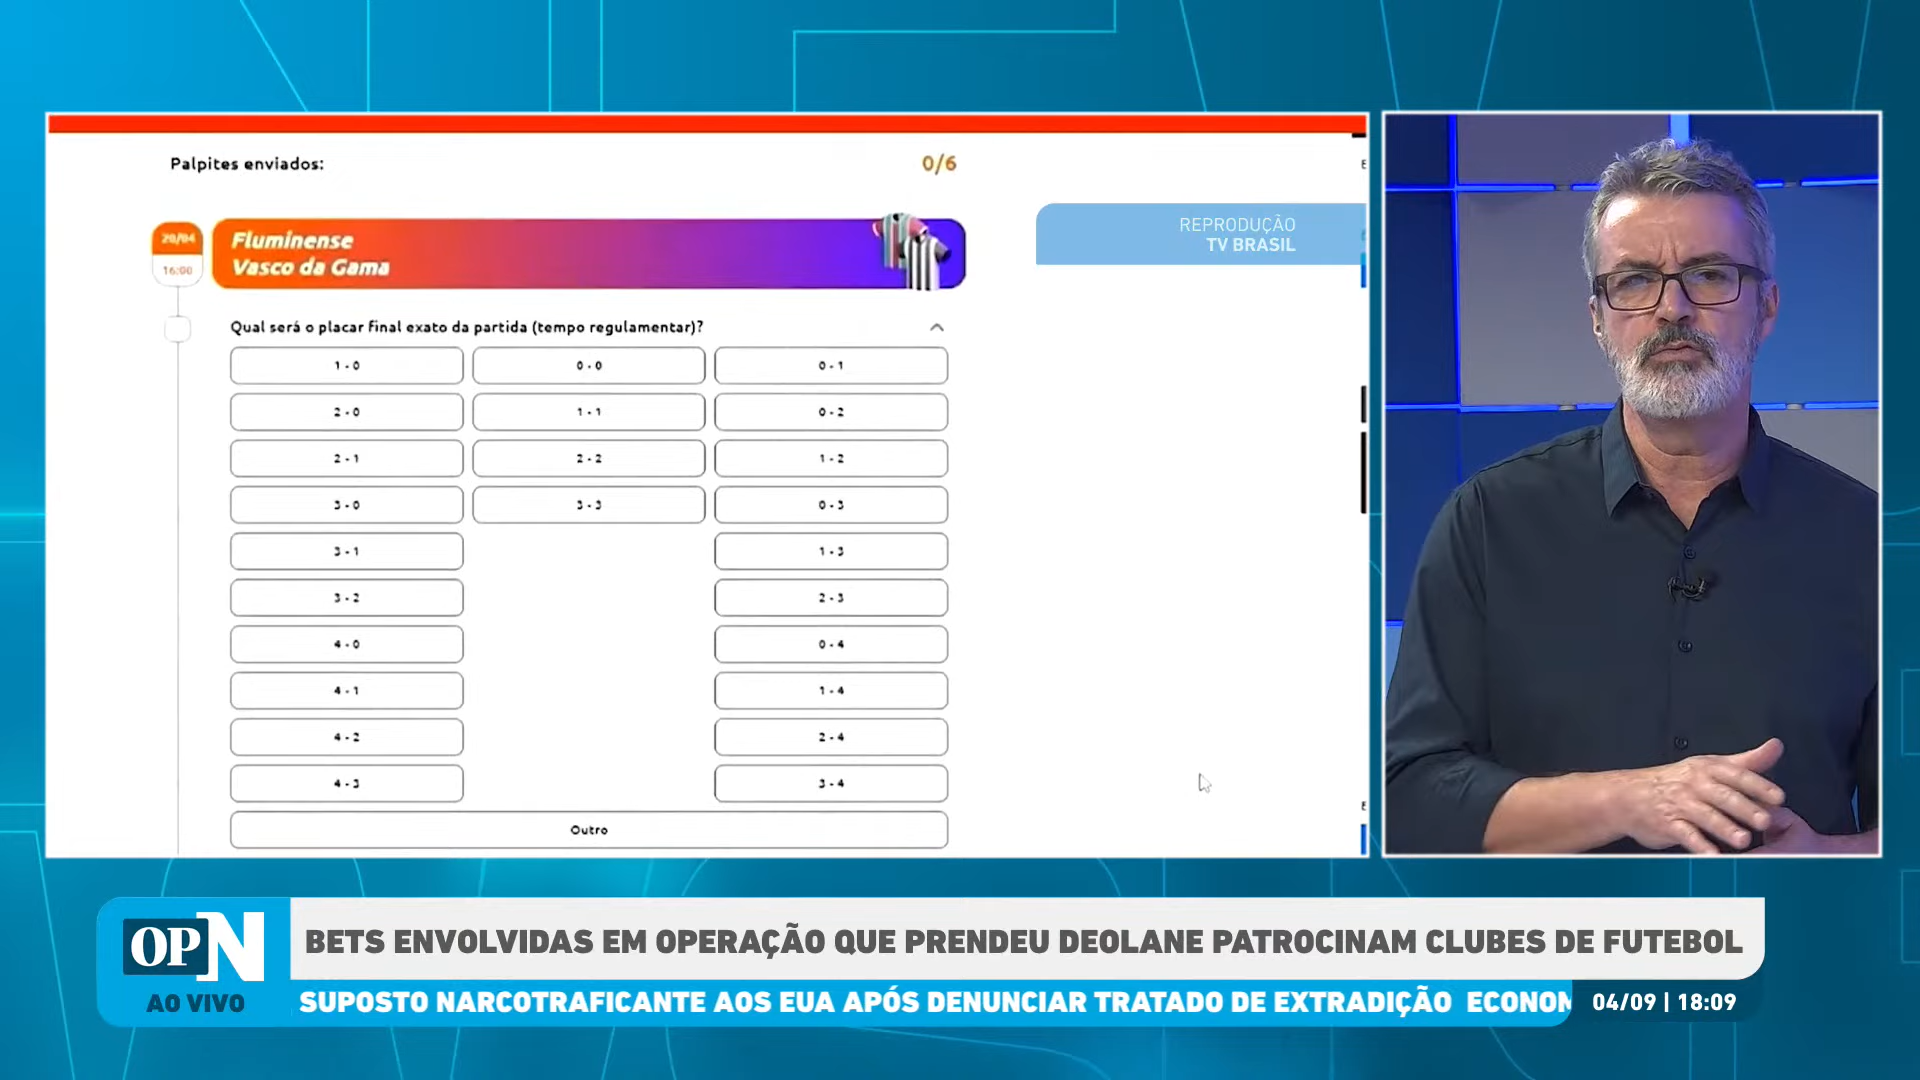 Palpites enviados:
0/6
REPRODUÇÃO
TV BRASIL
20/04
16:00
Fluminense
Vasco da Gama
Qual será o placar final exato da partida (tempo regulamentar)?
1 - 0
0 - 0
0 - 1
2 - 0
1 - 1
0 - 2
2 - 1
2 - 2
1 - 2
3 - 0
3 - 3
0 - 3
3 - 1
1 - 3
3 - 2
2 - 3
4 - 0
0 - 4
4 - 1
1 - 4
4 - 2
2 - 4
4 - 3
3 - 4
Outro
OPN
AO VIVO
BETS ENVOLVIDAS EM OPERAÇÃO QUE PRENDEU DEOLANE PATROCINAM CLUBES DE FUTEBOL
SUPOSTO NARCOTRAFICANTE AOS EUA APÓS DENUNCIAR TRATADO DE EXTRADIÇÃO ECONOM
04/09 | 18:09